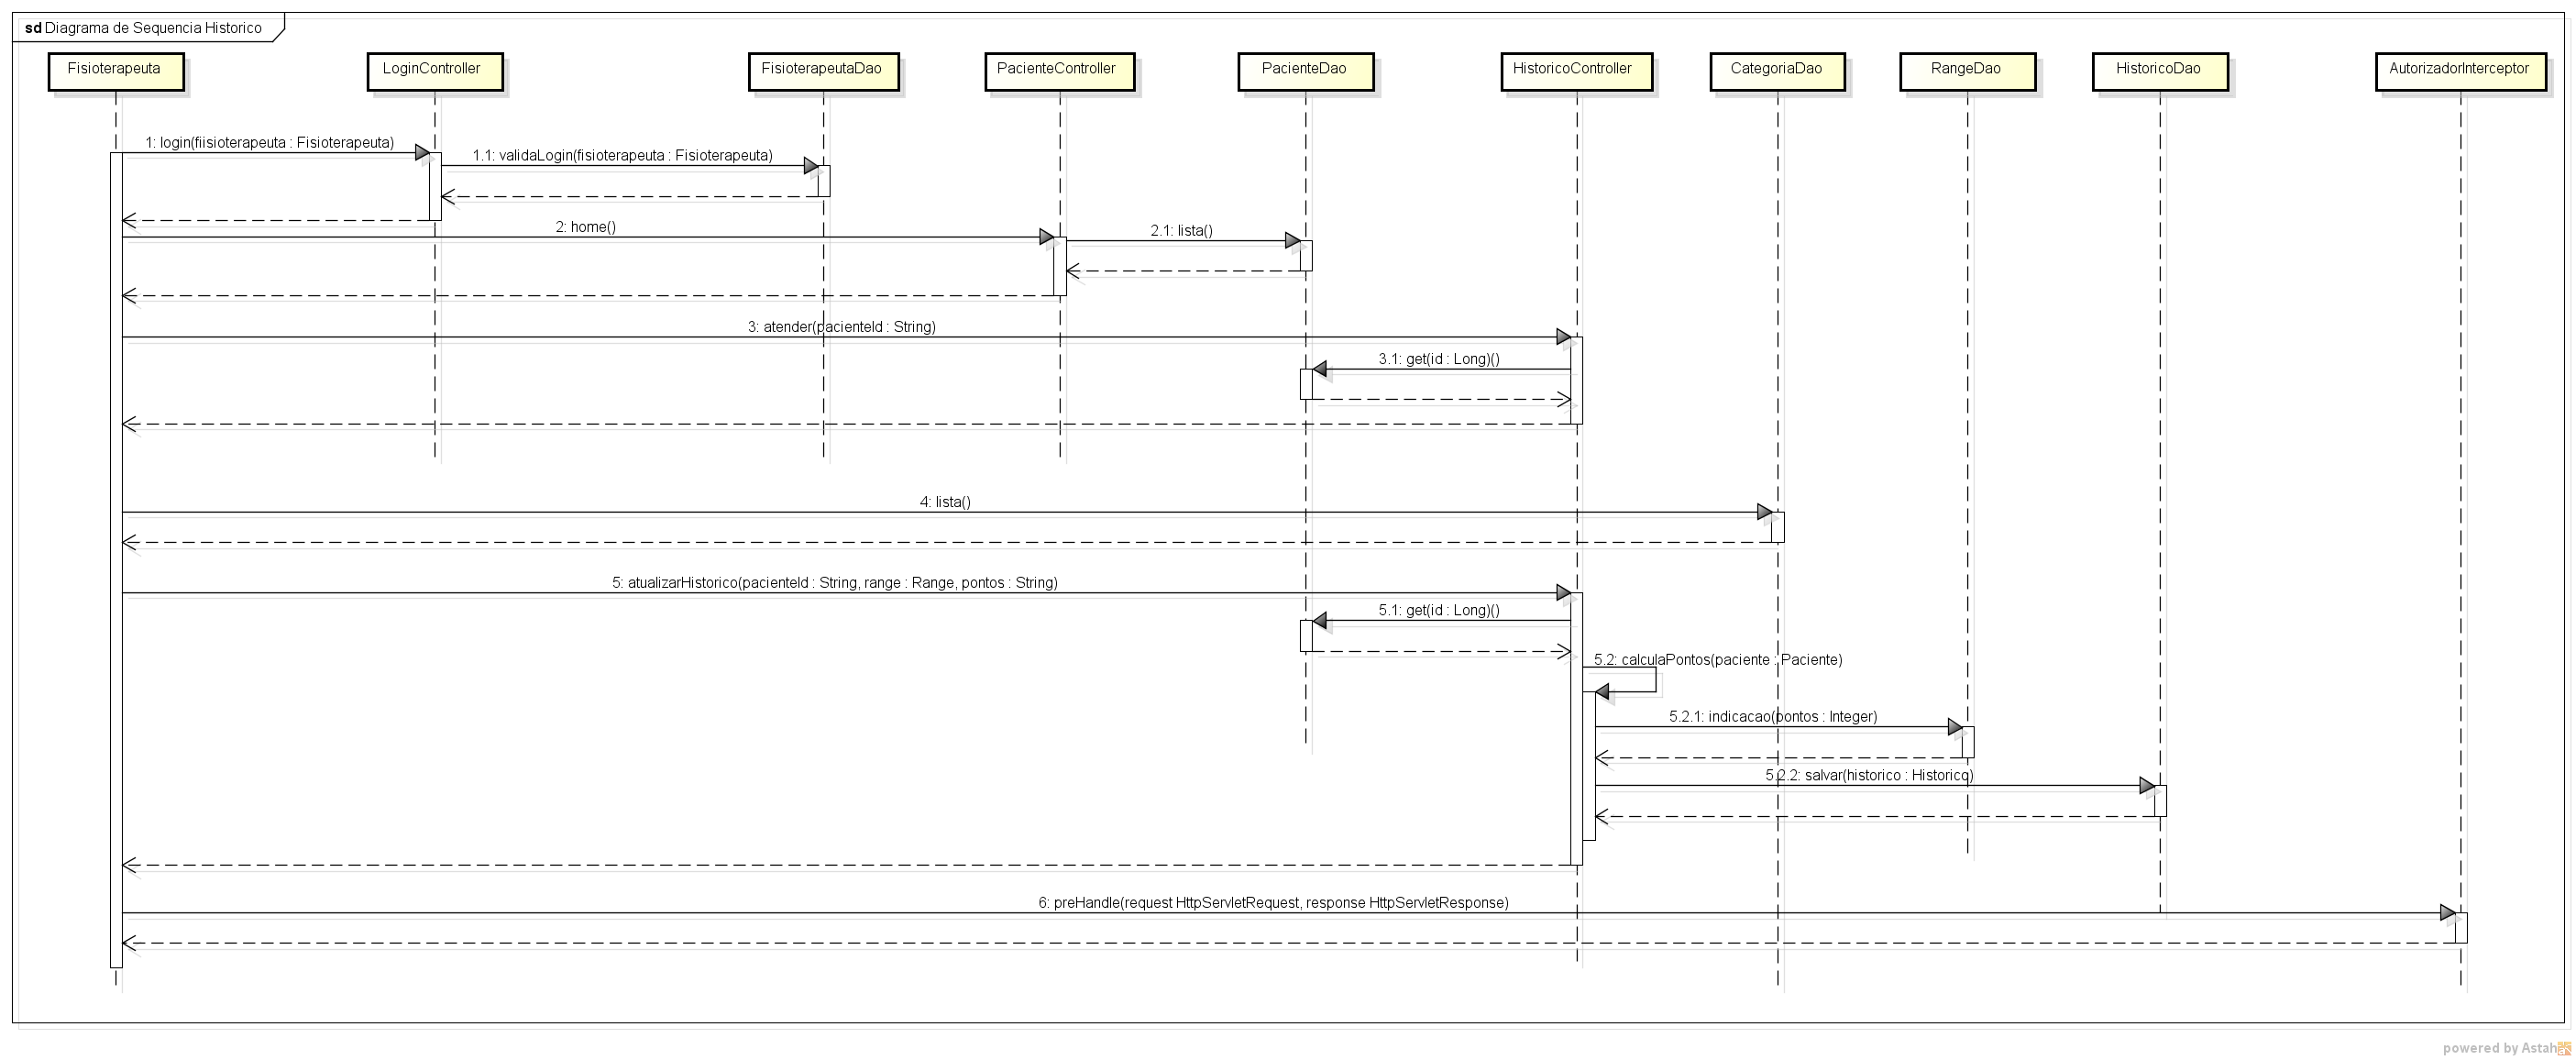 sd Diagrama de Sequencia Historico
Fisioterapeuta
LoginController
FisioterapeutaDao
PacienteController
PacienteDao
HistoricoController
CategoriaDao
RangeDao
HistoricoDao
AutorizadorInterceptor
1: login(fiisioterapeuta : Fisioterapeuta)
1.1: validaLogin(fisioterapeuta : Fisioterapeuta)
2: home()
2.1: lista()
3: atender(pacienteId : String)
3.1: get(id : Long)()
4: lista()
5: atualizarHistorico(pacienteId : String, range : Range, pontos : String)
5.1: get(id : Long)()
5.2: calculaPontos(paciente : Paciente)
5.2.1: indicacao(pontos : Integer)
5.2.2: salvar(historico : Historico)
6: preHandle(request HttpServletRequest, response HttpServletResponse)
powered by Astah